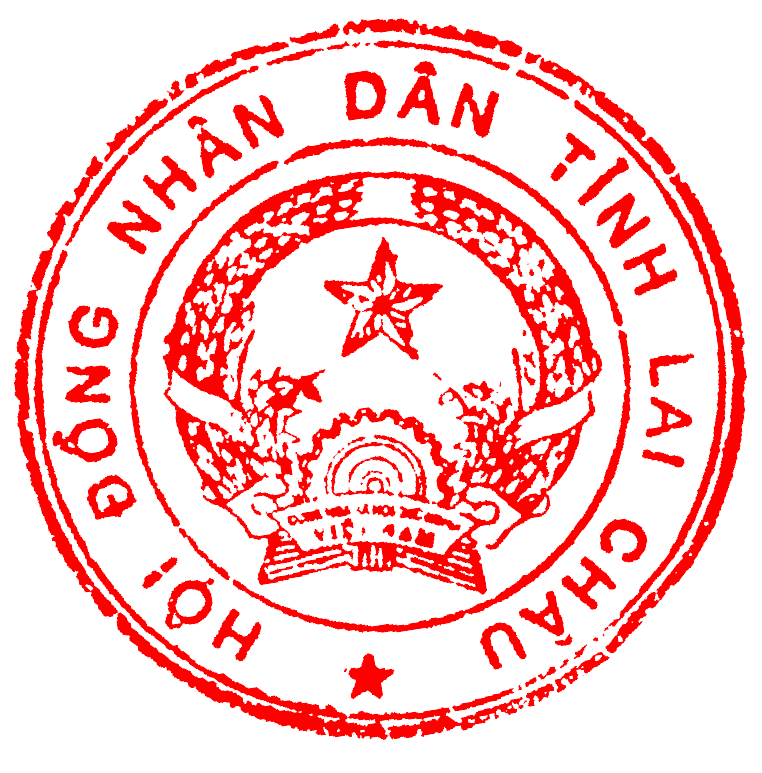 HỘI ĐỒNG NHÂN DÂN TỈNH LAI CHÂU
VIỆT NAM